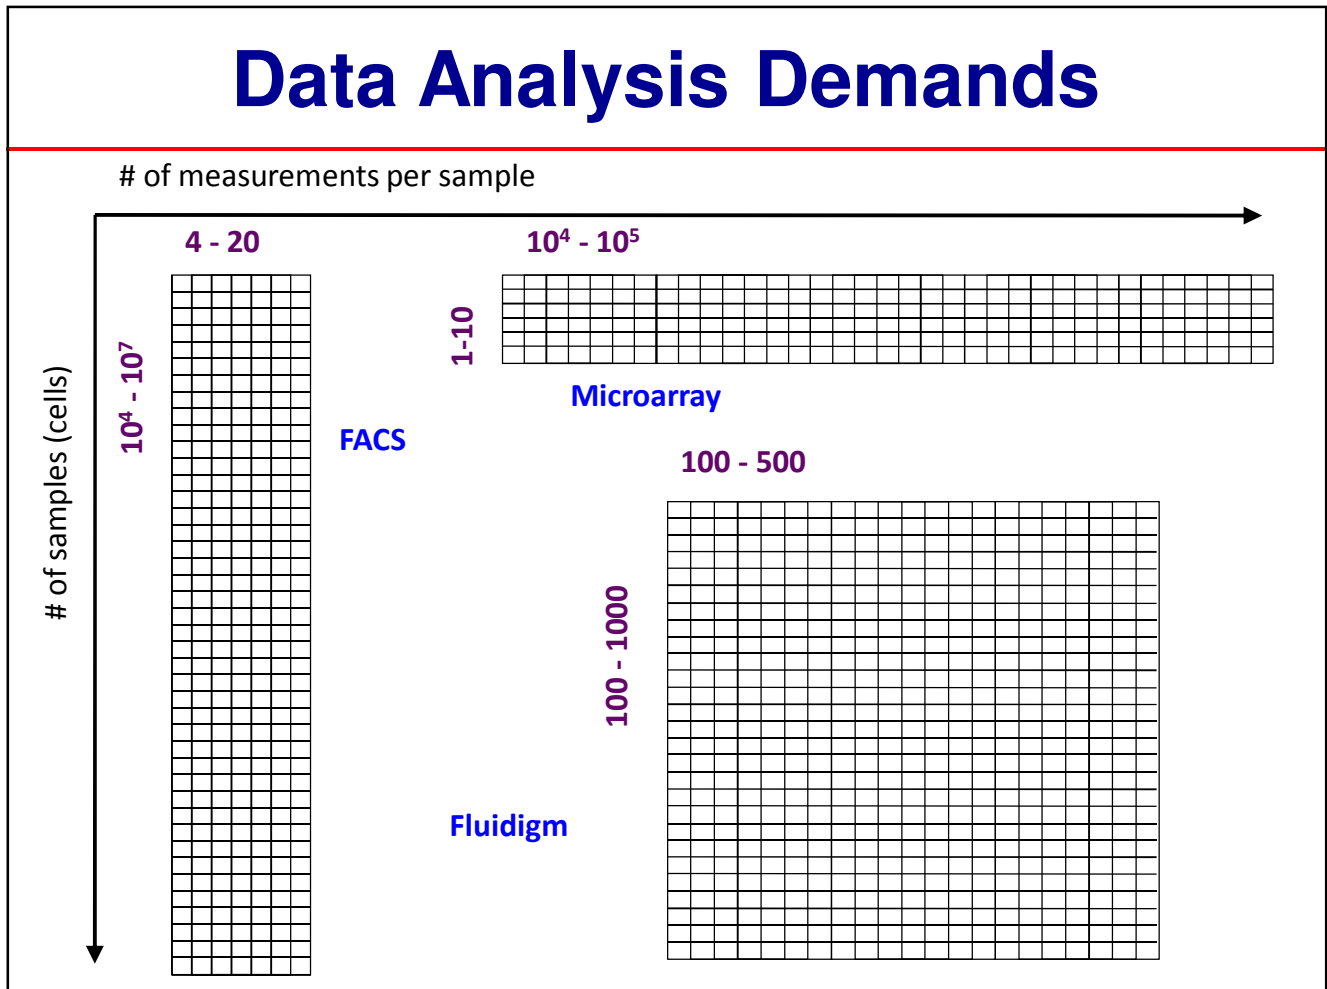 Data Analysis Demands
# of measurements per sample
4 - 20
10⁴ - 10⁵
1-10
10⁴ - 10⁷
# of samples (cells)
Microarray
FACS
100 - 500
100 - 1000
Fluidigm